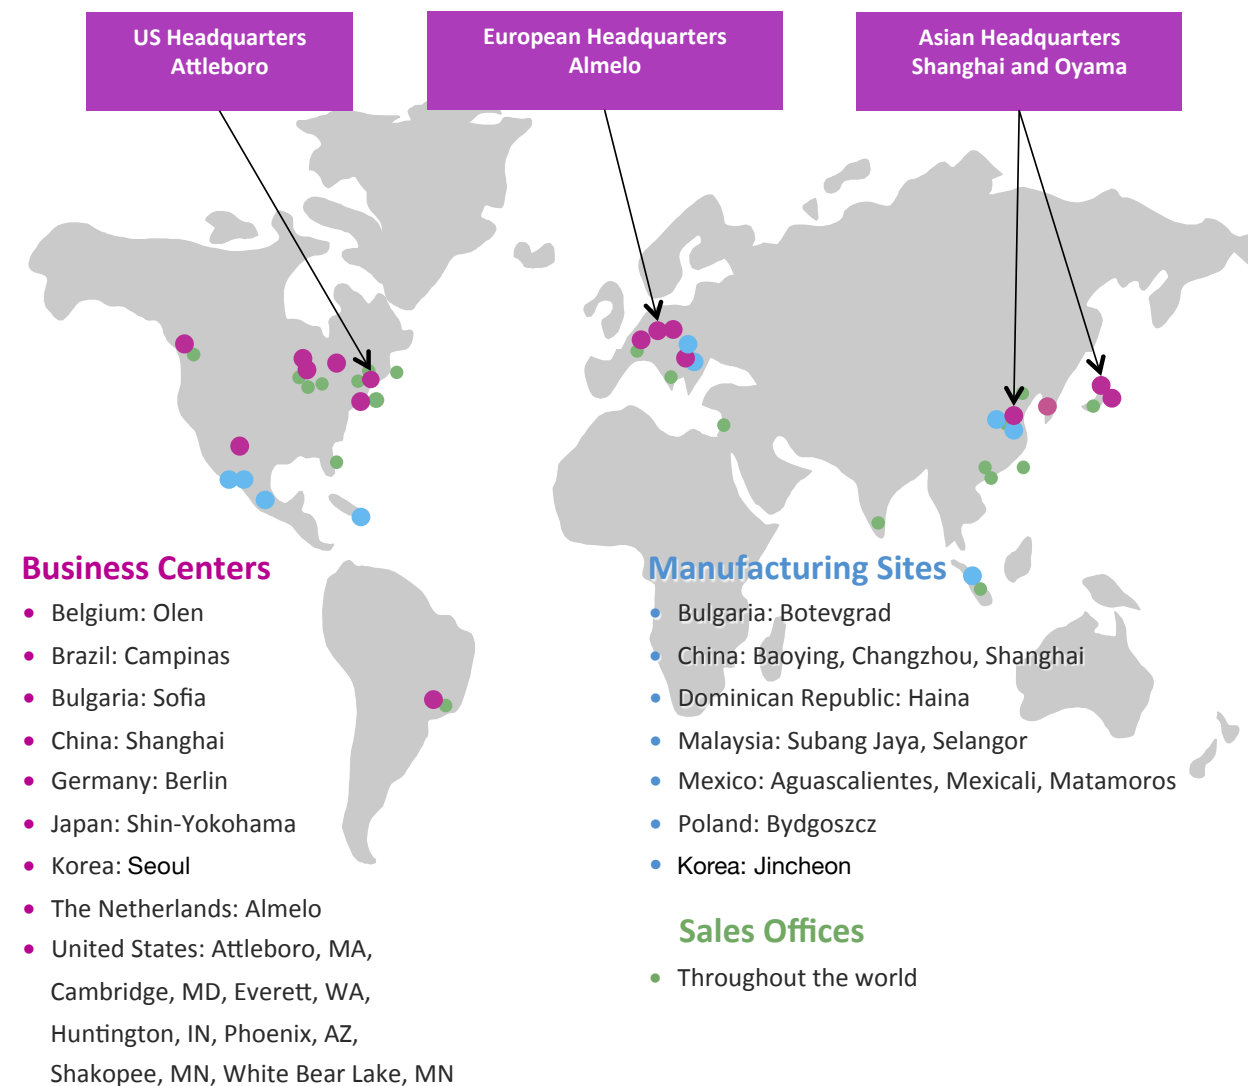 US Headquarters
Attleboro
European Headquarters
Almelo
Asian Headquarters
Shanghai and Oyama
Business Centers
• Belgium: Olen
• Brazil: Campinas
• Bulgaria: Sofia
• China: Shanghai
• Germany: Berlin
• Japan: Shin-Yokohama
• Korea: Seoul
• The Netherlands: Almelo
• United States: Attleboro, MA,
Cambridge, MD, Everett, WA,
Huntington, IN, Phoenix, AZ,
Shakopee, MN, White Bear Lake, MN
Manufacturing Sites
• Bulgaria: Botevgrad
• China: Baoying, Changzhou, Shanghai
• Dominican Republic: Haina
• Malaysia: Subang Jaya, Selangor
• Mexico: Aguascalientes, Mexicali, Matamoros
• Poland: Bydgoszcz
• Korea: Jincheon
Sales Offices
• Throughout the world